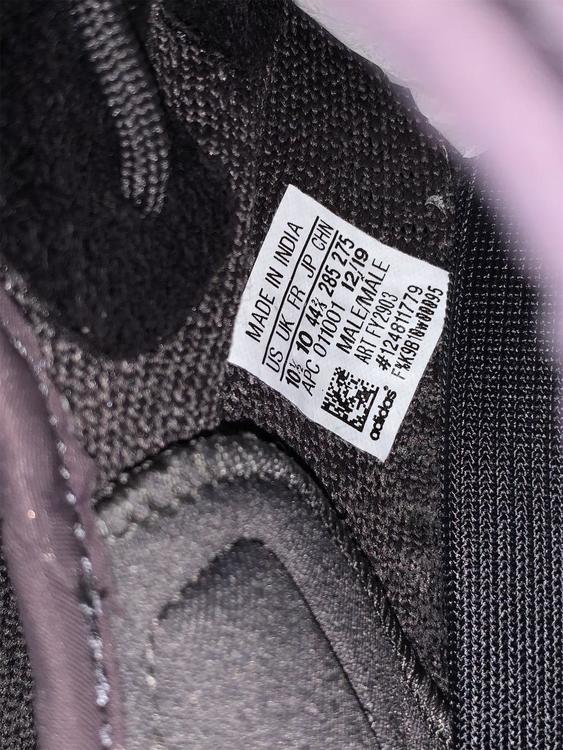 MADE IN INDIA
US UK FR JP CHN
10½ 10 44⅔ 285 275
APC 011001 12/19
MALE/MALE
ART FY2903
#124811779
adidas